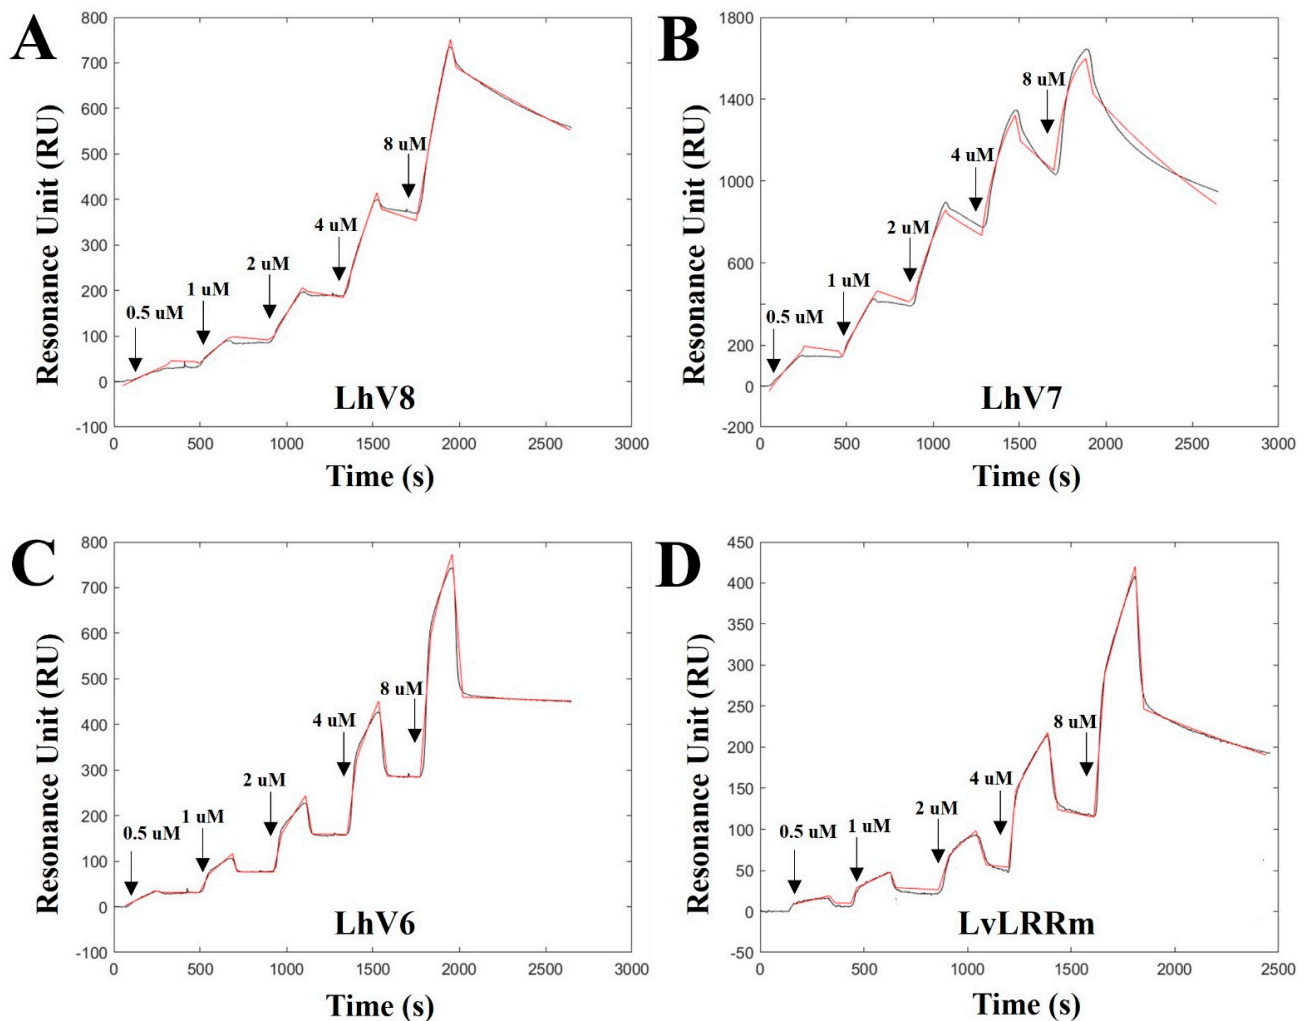 A
Resonance Unit (RU)
800
700
600
500
400
300
200
100
0
-100
0.5 uM
1 uM
2 uM
4 uM
8 uM
LhV8
0 500 1000 1500 2000 2500 3000
Time (s)
B
Resonance Unit (RU)
1800
1400
1000
600
200
0
-200
0.5 uM
1 uM
2 uM
4 uM
8 uM
LhV7
0 500 1000 1500 2000 2500 3000
Time (s)
C
Resonance Unit (RU)
800
700
600
500
400
300
200
100
0
-100
0.5 uM
1 uM
2 uM
4 uM
8 uM
LhV6
0 500 1000 1500 2000 2500 3000
Time (s)
D
Resonance Unit (RU)
450
400
350
300
250
200
150
100
50
0
50
0.5 uM
1 uM
2 uM
4 uM
8 uM
LvLRRm
0 500 1000 1500 2000 2500
Time (s)